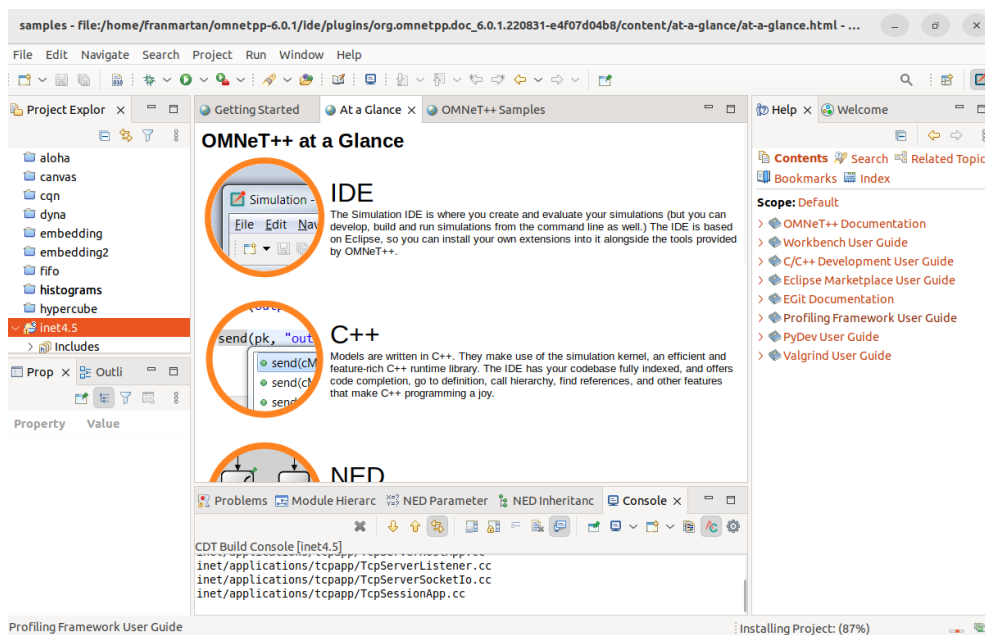 samples - file:/home/franmartan/omnetpp-6.0.1/ide/plugins/org.omnetpp.doc_6.0.1.220831-e4f07d04b8/content/at-a-glance/at-a-glance.html - ...
File Edit Navigate Search Project Run Window Help
Project Explor
aloha
canvas
cqn
dyna
embedding
embedding2
fifo
histograms
hypercube
inet4.5
Includes
Prop Outli
Property Value
Getting Started At a Glance OMNeT++ Samples
OMNeT++ at a Glance
Simulation -
File Edit Nav
IDE
The Simulation IDE is where you create and evaluate your simulations (but you can
develop, build and run simulations from the command line as well.) The IDE is based
on Eclipse, so you can install your own extensions into it alongside the tools provided
by OMNeT++.
send(pk, "out
send(cM
send(cM
send
C++
Models are written in C++. They make use of the simulation kernel, an efficient and
feature-rich C++ runtime library. The IDE has your codebase fully indexed, and offers
code completion, go to definition, call hierarchy, find references, and other features
that make C++ programming a joy.
NED
Problems Module Hierarc NED Parameter NED Inheritanc Console
CDT Build Console [inet4.5]
inet/applications/tcpapp/TcpServerHostApp.cc
inet/applications/tcpapp/TcpServerListener.cc
inet/applications/tcpapp/TcpServerSocketIo.cc
inet/applications/tcpapp/TcpSessionApp.cc
Help Welcome
Contents Search Related Topic
Bookmarks Index
Scope: Default
OMNeT++ Documentation
Workbench User Guide
C/C++ Development User Guide
Eclipse Marketplace User Guide
EGit Documentation
Profiling Framework User Guide
PyDev User Guide
Valgrind User Guide
Profiling Framework User Guide
Installing Project: (87%)